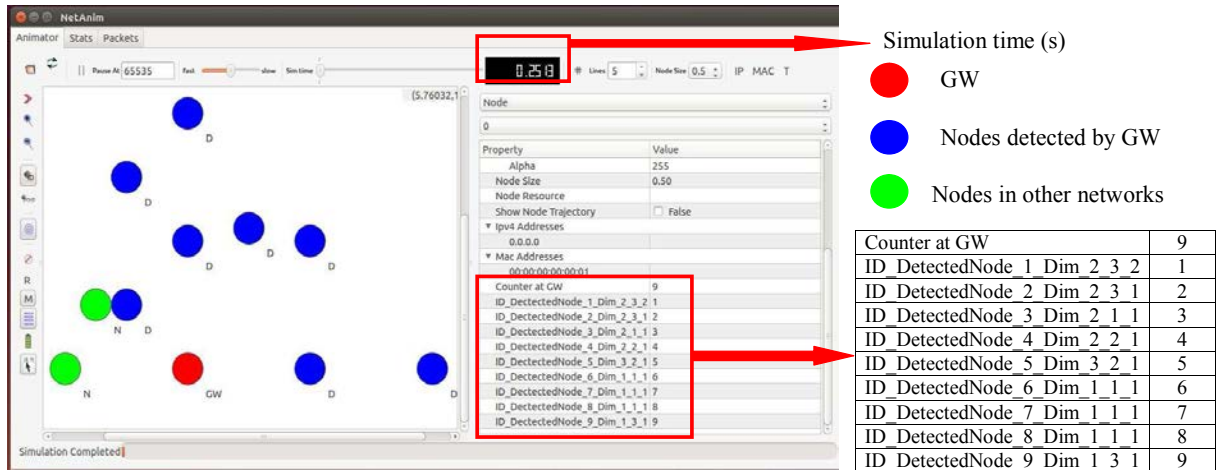 NetAnim
Animator Stats Packets
Pause At 65535 fast slow Sim time 0.258 # Lines 5 Node Size 0.5 IP MAC T
(5.76032,1
D
D
D
D
D
N D
N GW D D
R
M
Simulation Completed
Node
0
Property Value
Alpha 255
Node Size 0.50
Node Resource
Show Node Trajectory False
Ipv4 Addresses
0.0.0.0
Mac Addresses
00:00:00:00:00:01
Counter at GW 9
ID_DectectedNode_1_Dim_2_3_2 1
ID_DectectedNode_2_Dim_2_3_1 2
ID_DectectedNode_3_Dim_2_1_1 3
ID_DectectedNode_4_Dim_2_2_1 4
ID_DectectedNode_5_Dim_3_2_1 5
ID_DectectedNode_6_Dim_1_1_1 6
ID_DectectedNode_7_Dim_1_1_1 7
ID_DectectedNode_8_Dim_1_1_1 8
ID_DectectedNode_9_Dim_1_3_1 9
Simulation time (s)
GW
Nodes detected by GW
Nodes in other networks
Counter at GW 9
ID_DetectedNode_1_Dim_2_3_2 1
ID_DetectedNode_2_Dim_2_3_1 2
ID_DetectedNode_3_Dim_2_1_1 3
ID_DetectedNode_4_Dim_2_2_1 4
ID_DetectedNode_5_Dim_3_2_1 5
ID_DetectedNode_6_Dim_1_1_1 6
ID_DetectedNode_7_Dim_1_1_1 7
ID_DetectedNode_8_Dim_1_1_1 8
ID_DetectedNode_9_Dim_1_3_1 9